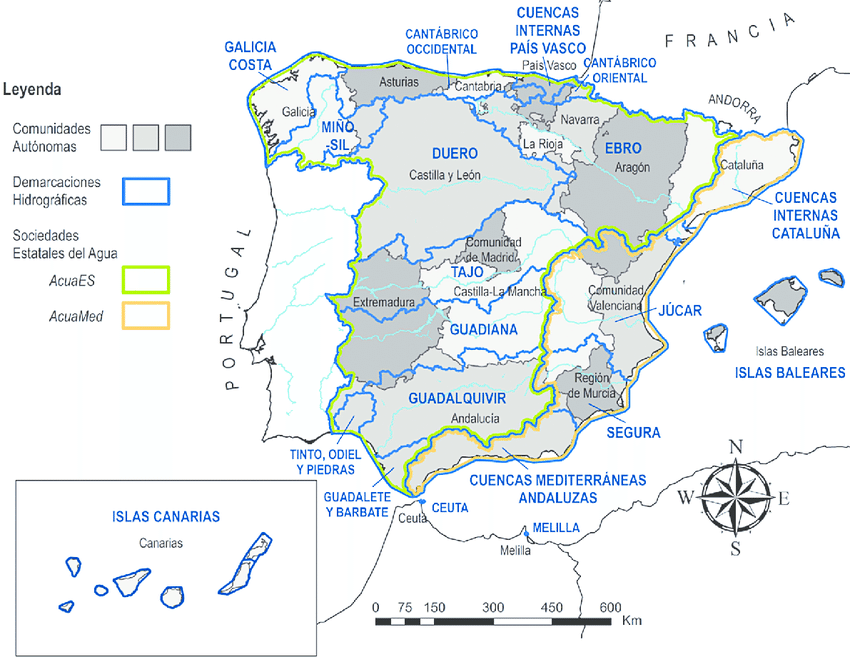 CUENCAS
INTERNAS
PAÍS VASCO
FRANCIA
GALICIA
COSTA
CANTÁBRICO
OCCIDENTAL
País Vasco
CANTÁBRICO
ORIENTAL
Leyenda
Asturias
Cantabria
ANDORRA
Galicia
Navarra
Comunidades
Autónomas
MIÑO
-SIL
La Rioja
EBRO
DUERO
Aragón
Cataluña
Castilla y León
Demarcaciones
Hidrográficas
CUENCAS
INTERNAS
CATALUÑA
Sociedades
Estatales del Agua
Comunidad
de Madrid
TAJO
AcuaES
Castilla-La Mancha
Comunidad
Valenciana
Extremadura
AcuaMed
JÚCAR
GUADIANA
PORTUGAL
Islas Baleares
ISLAS BALEARES
Región
de Murcia
GUADALQUIVIR
Andalucía
SEGURA
TINTO, ODIEL
Y PIEDRAS
N
CUENCAS MEDITERRÁNEAS
ANDALUZAS
GUADALETE
Y BARBATE
W
E
CEUTA
Ceuta
ISLAS CANARIAS
MELILLA
Canarias
Melilla
S
0 75 150 300 450 600
Km